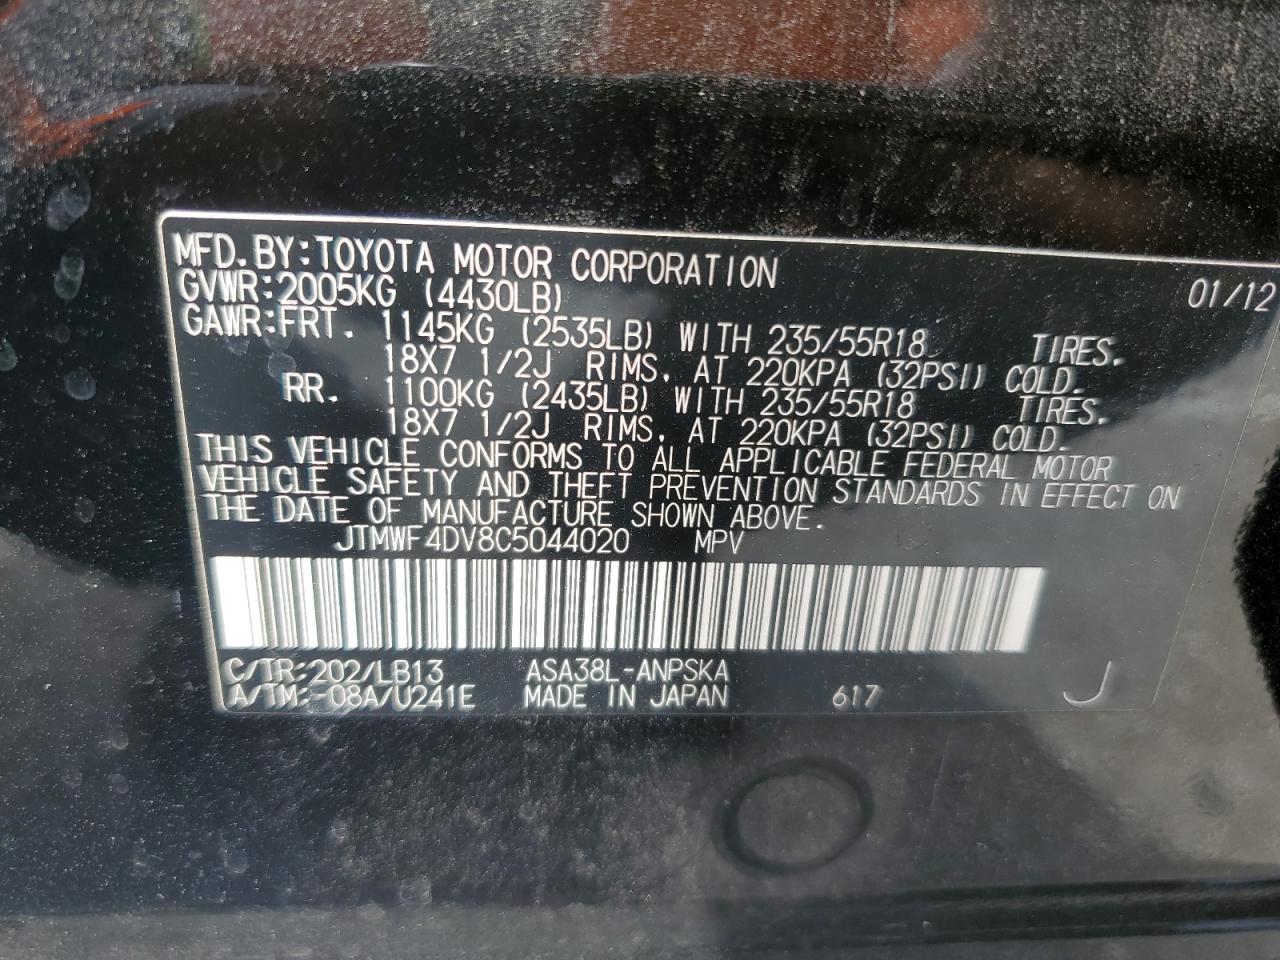 MFD.BY:TOYOTA MOTOR CORPORATION 01/12
GVWR:2005KG (4430LB)
GAWR:FRT. 1145KG (2535LB) WITH 235/55R18 TIRES.
18X7 1/2J RIMS, AT 220KPA (32PSI) COLD.
RR. 1100KG (2435LB) WITH 235/55R18 TIRES.
18X7 1/2J RIMS, AT 220KPA (32PSI) COLD.
THIS VEHICLE CONFORMS TO ALL APPLICABLE FEDERAL MOTOR
VEHICLE SAFETY AND THEFT PREVENTION STANDARDS IN EFFECT ON
THE DATE OF MANUFACTURE SHOWN ABOVE.
JTMWF4DV8C5044020 MPV
C/TR:202/LB13 ASA38L-ANPSKA
A/TM:-08A/U241E MADE IN JAPAN 617 J